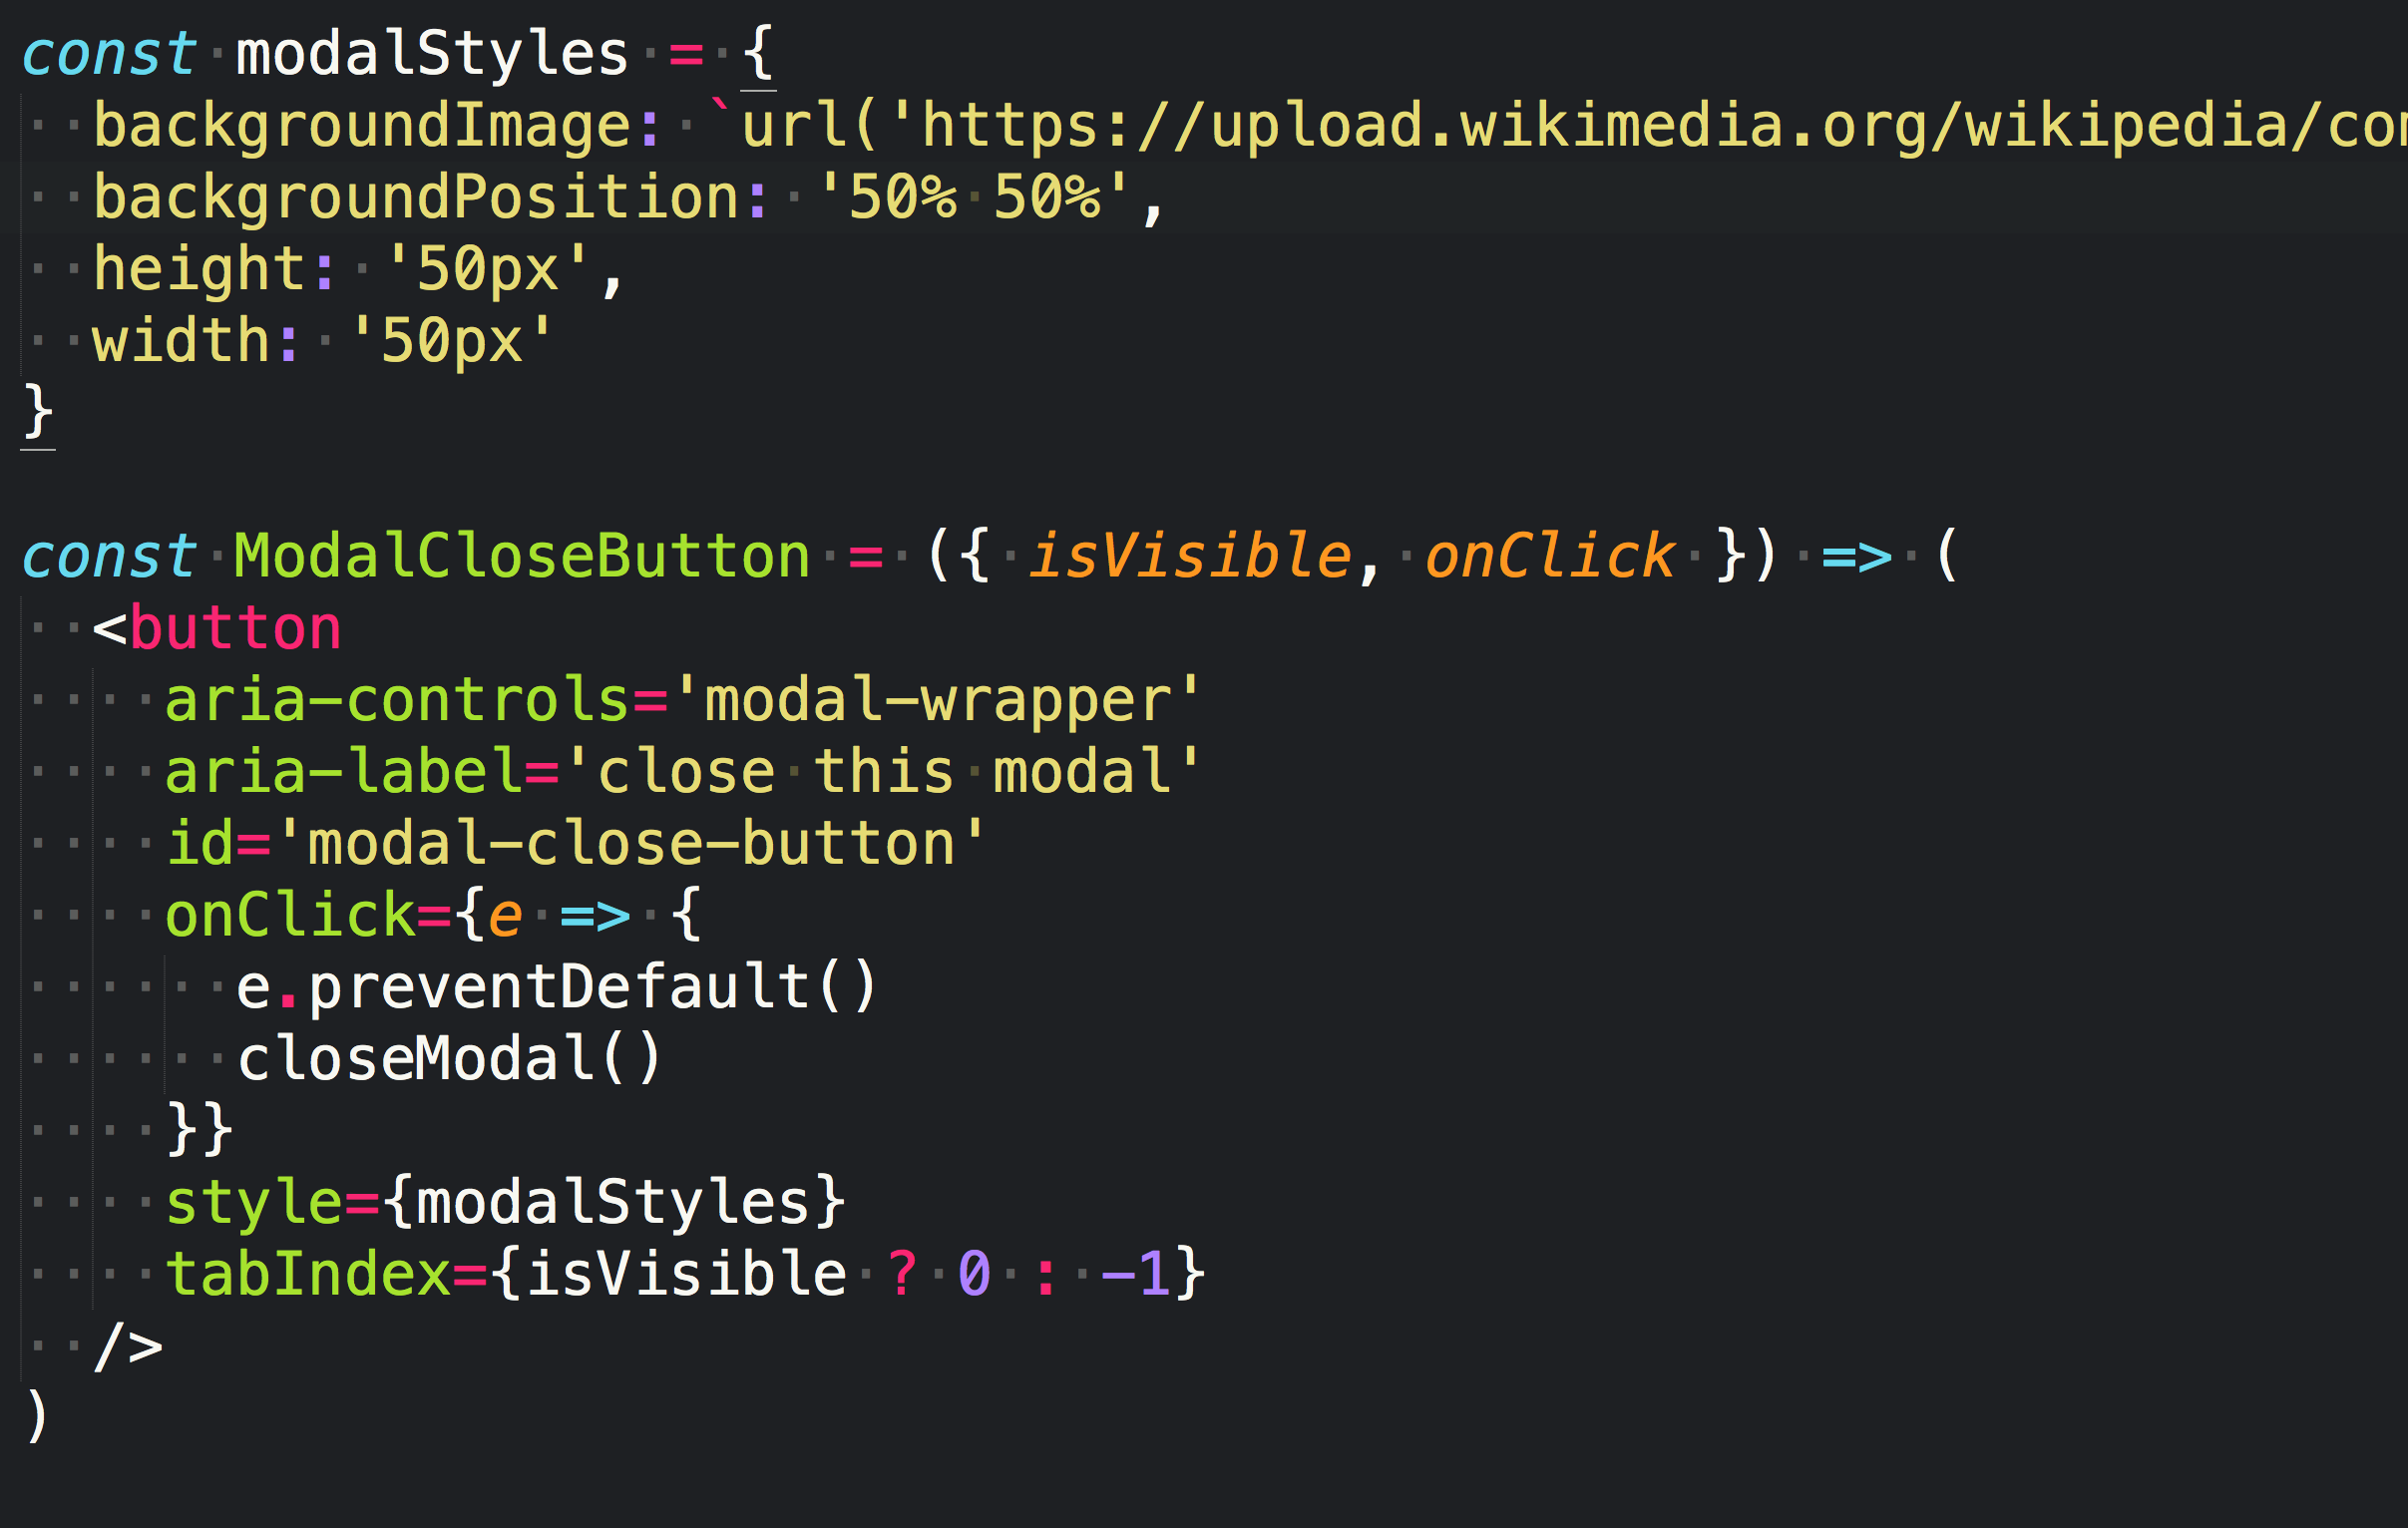 const modalStyles = {
  backgroundImage: `url('https://upload.wikimedia.org/wikipedia/
  backgroundPosition: '50% 50%',
  height: '50px',
  width: '50px'
}

const ModalCloseButton = ({ isVisible, onClick }) => (
  <button
    aria-controls='modal-wrapper'
    aria-label='close this modal'
    id='modal-close-button'
    onClick={e => {
      e.preventDefault()
      closeModal()
    }}
    style={modalStyles}
    tabIndex={isVisible ? 0 : -1}
  />
)